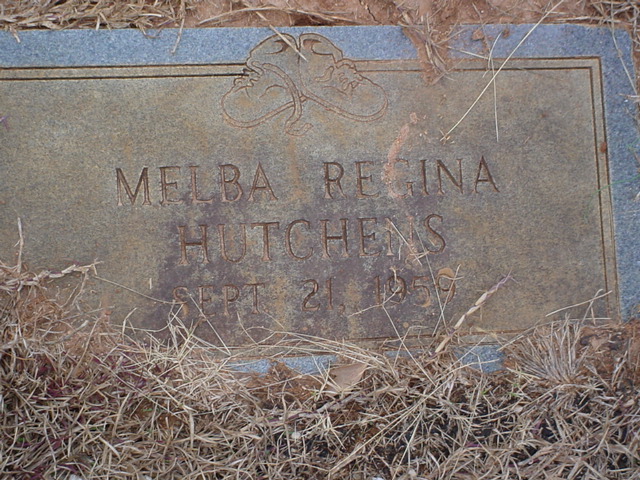 MELBA REGINA
HUTCHENS
SEPT. 21, 1959